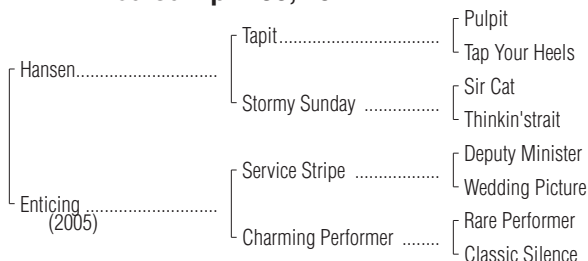 Pulpit
Tapit........................................
Tap Your Heels
Hansen...................................
Sir Cat
Stormy Sunday ...................
Thinkin'strait
Deputy Minister
Service Stripe .....................
Wedding Picture
Enticing .................................
(2005)
Rare Performer
Charming Performer .........
Classic Silence